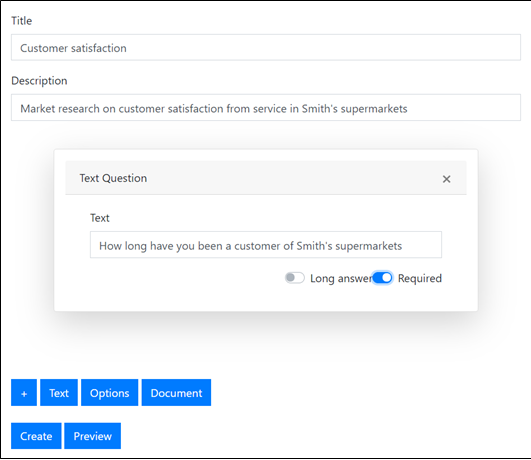 Title
Customer satisfaction
Description
Market research on customer satisfaction from service in Smith's supermarkets
Text Question ×
Text
How long have you been a customer of Smith's supermarkets
Long answer Required
+ Text Options Document
Create Preview